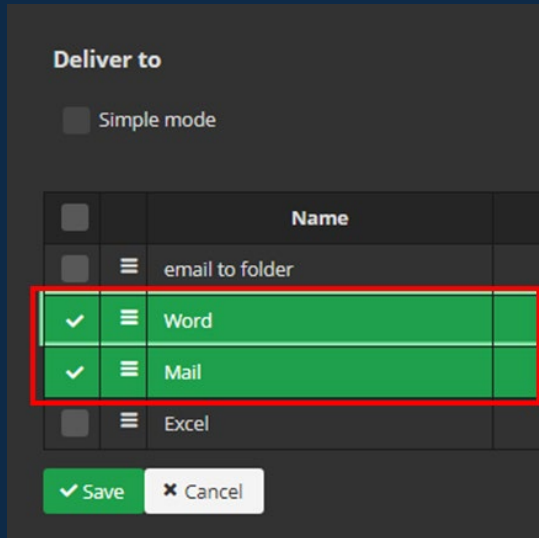 Deliver to
Simple mode
Name
email to folder
Word
Mail
Excel
Save Cancel